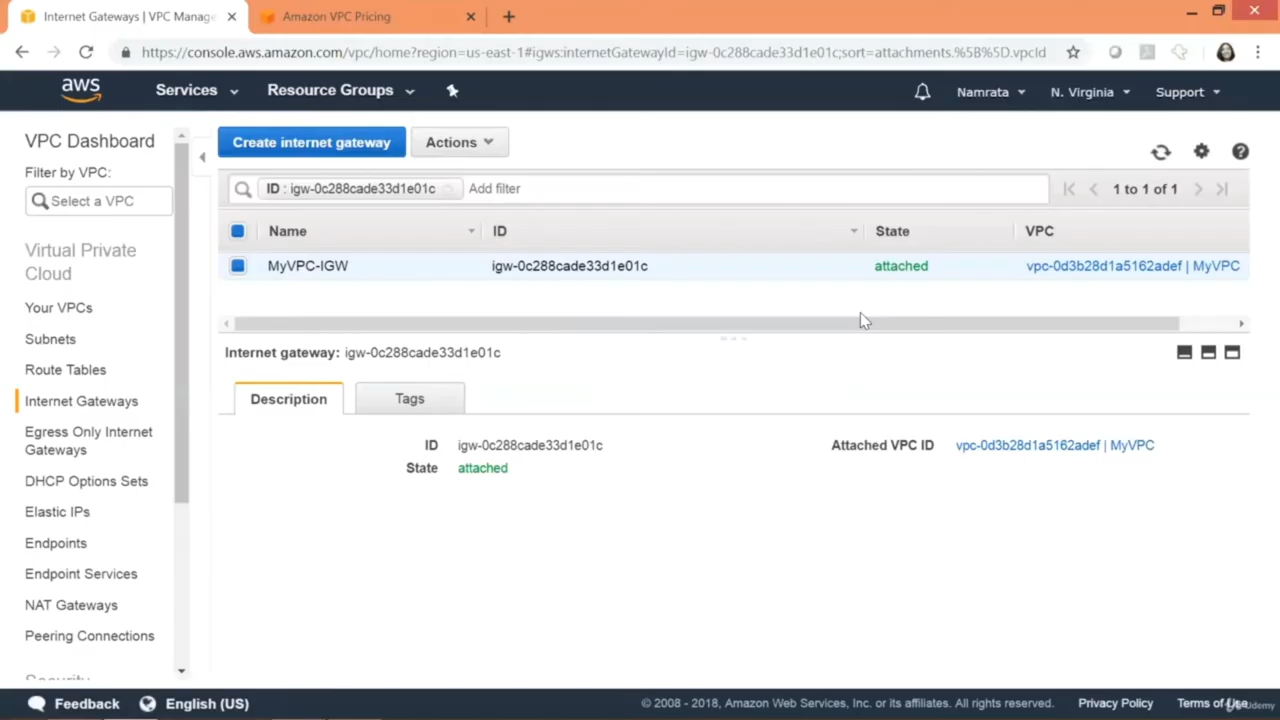 Internet Gateways | VPC Manage
Amazon VPC Pricing
https://console.aws.amazon.com/vpc/home?region=us-east-1#igws:internetGatewayId=igw-0c288cade33d1e01c;sort=attachments.%5B%5D.vpcId
aws Services Resource Groups Namrata N. Virginia Support
VPC Dashboard
Filter by VPC:
Select a VPC
Virtual Private
Cloud
Your VPCs
Subnets
Route Tables
Internet Gateways
Egress Only Internet
Gateways
DHCP Options Sets
Elastic IPs
Endpoints
Endpoint Services
NAT Gateways
Peering Connections
Security
Create internet gateway Actions
ID : igw-0c288cade33d1e01c Add filter 1 to 1 of 1
Name ID State VPC
MyVPC-IGW igw-0c288cade33d1e01c attached vpc-0d3b28d1a5162adef | MyVPC
Internet gateway: igw-0c288cade33d1e01c
Description Tags
ID igw-0c288cade33d1e01c Attached VPC ID vpc-0d3b28d1a5162adef | MyVPC
State attached
Feedback English (US) © 2008 - 2018, Amazon Web Services, Inc. or its affiliates. All rights reserved. Privacy Policy Terms of Use
Udemy